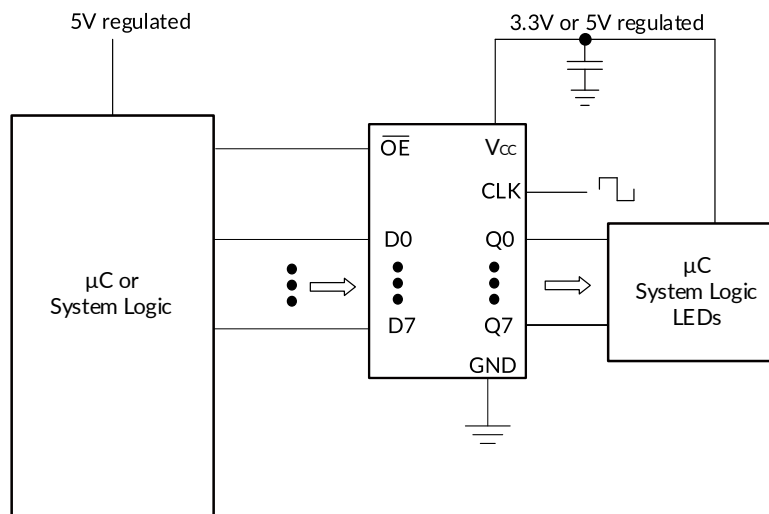 5V regulated
3.3V or 5V regulated
OE
VCC
CLK
D0
Q0
D7
Q7
GND
µC or
System Logic
µC
System Logic
LEDs